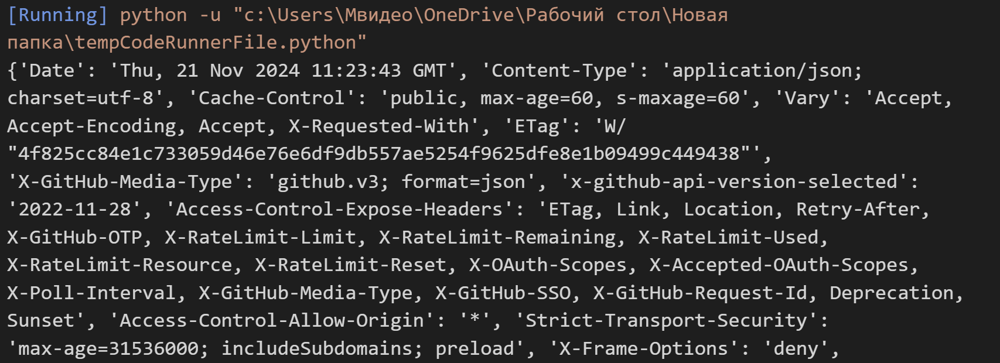 [Running] python -u "c:\Users\Мвидео\OneDrive\Рабочий стол\Новая
папка\tempCodeRunnerFile.python"
{'Date': 'Thu, 21 Nov 2024 11:23:43 GMT', 'Content-Type': 'application/json;
charset=utf-8', 'Cache-Control': 'public, max-age=60, s-maxage=60', 'Vary': 'Accept,
Accept-Encoding, Accept, X-Requested-With', 'ETag': 'W/
"4f825cc84e1c733059d46e76e6df9db557ae5254f9625dfe8e1b09499c449438"',
'X-GitHub-Media-Type': 'github.v3; format=json', 'x-github-api-version-selected':
'2022-11-28', 'Access-Control-Expose-Headers': 'ETag, Link, Location, Retry-After,
X-GitHub-OTP, X-RateLimit-Limit, X-RateLimit-Remaining, X-RateLimit-Used,
X-RateLimit-Resource, X-RateLimit-Reset, X-OAuth-Scopes, X-Accepted-OAuth-Scopes,
X-Poll-Interval, X-GitHub-Media-Type, X-GitHub-SSO, X-GitHub-Request-Id, Deprecation,
Sunset', 'Access-Control-Allow-Origin': '*', 'Strict-Transport-Security':
'max-age=31536000; includeSubdomains; preload', 'X-Frame-Options': 'deny',